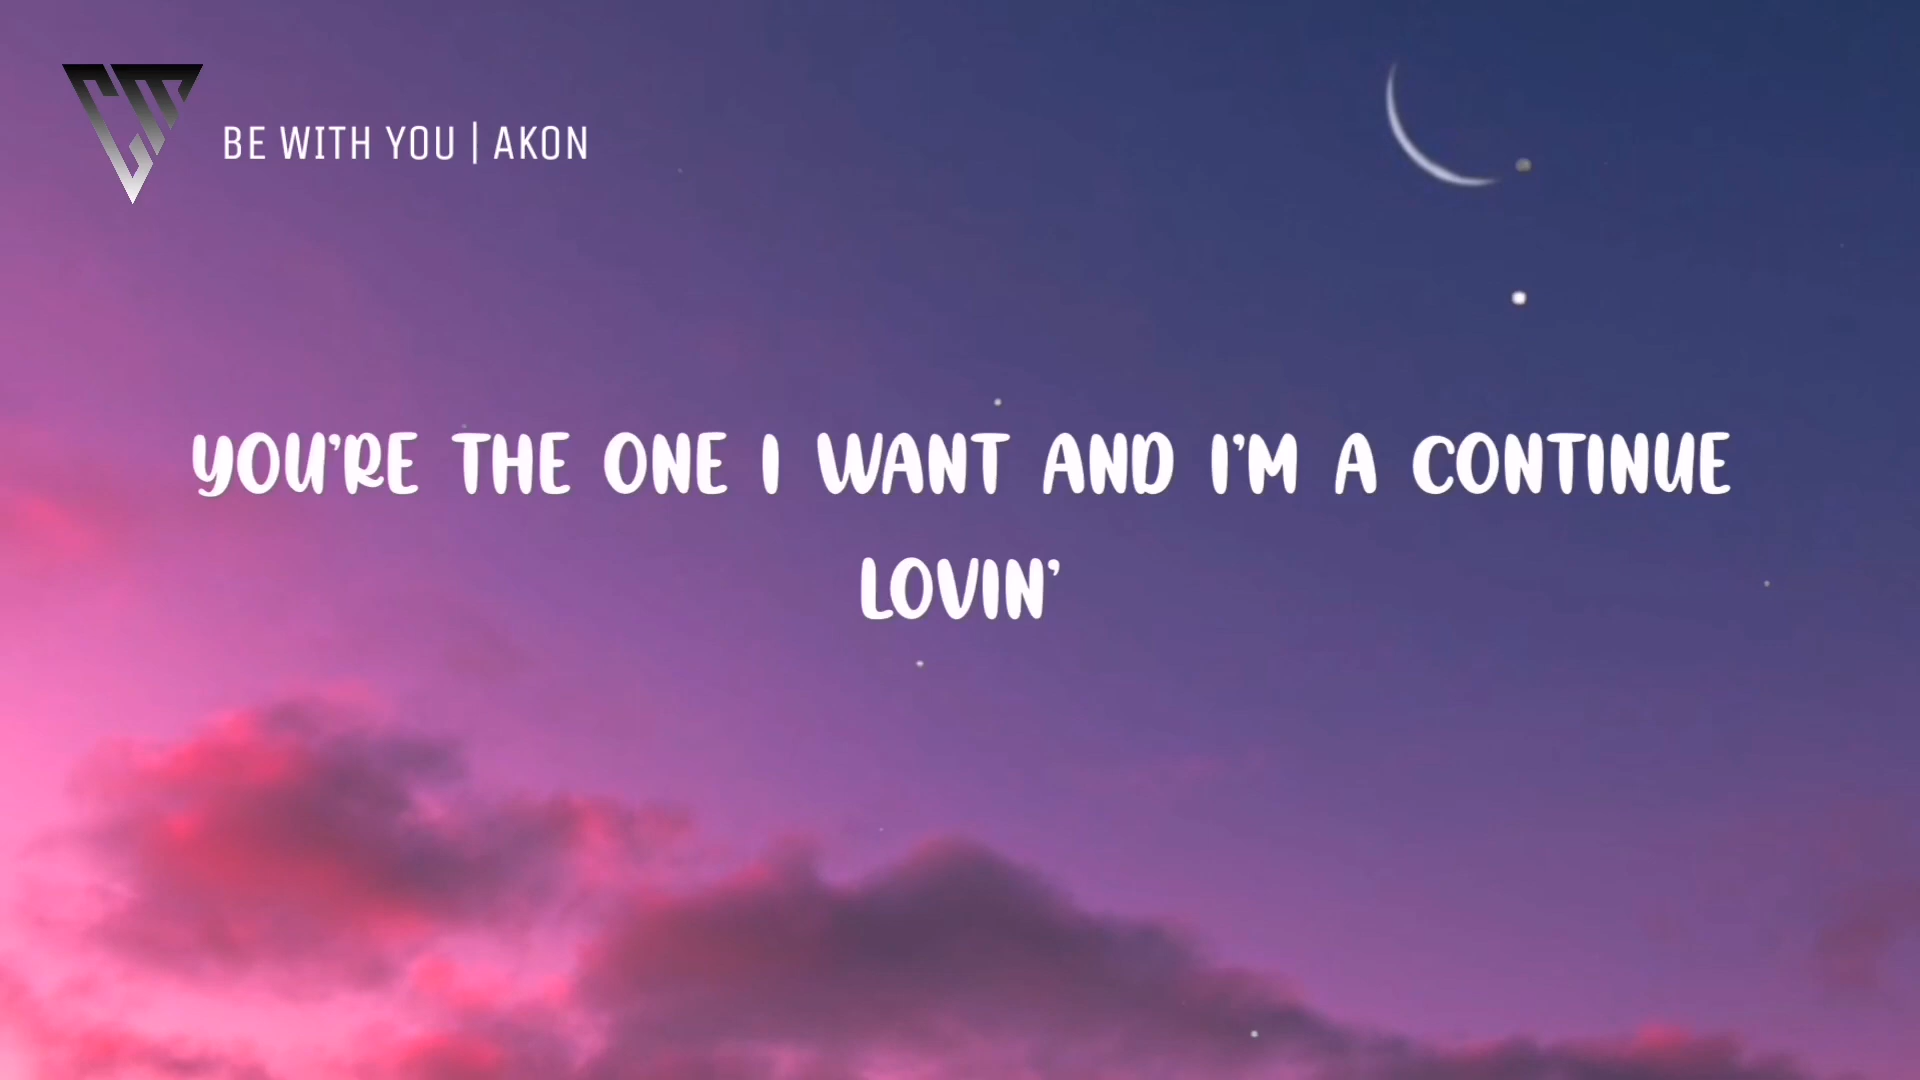 BE WITH YOU | AKON
YOU'RE THE ONE I WANT AND I'M A CONTINUE
LOVIN'